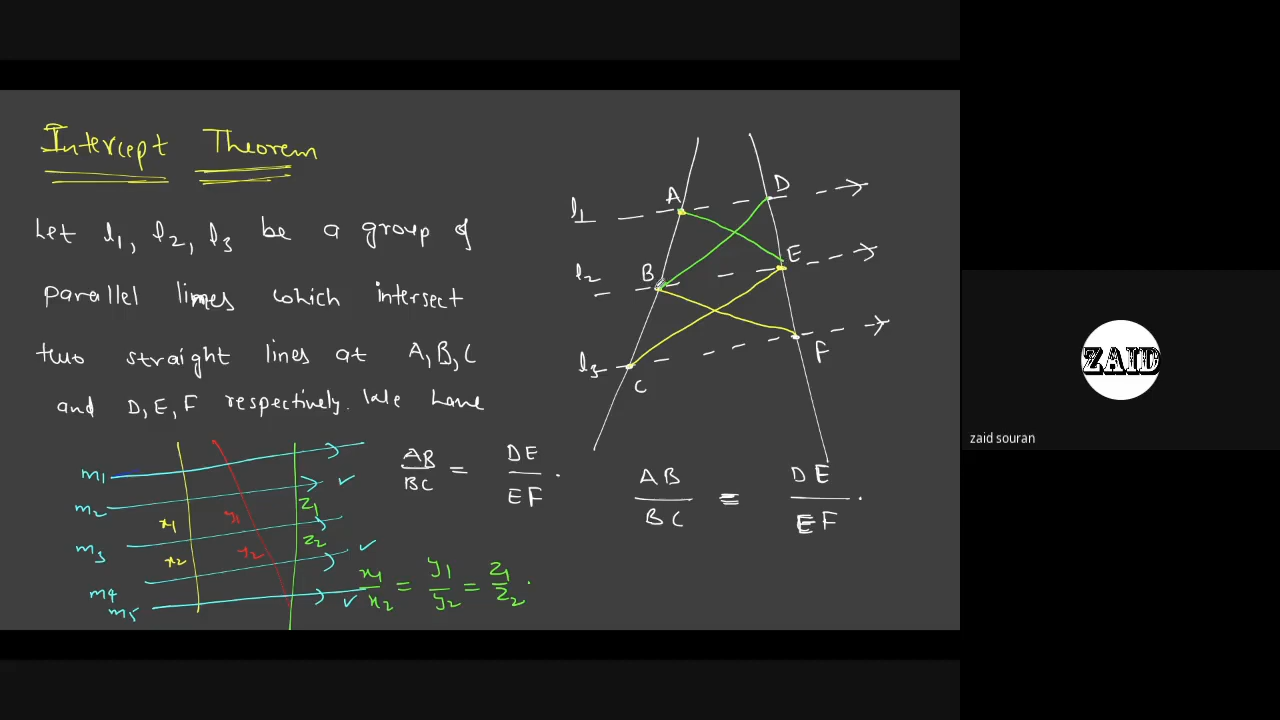 Intercept Theorem
Let l1, l2, l3 be a group of
parallel lines which intersect
two straight lines at A, B, C
and D, E, F respectively. We have
AB/BC = DE/EF.
m1
m2
m3
m4
m5
x1
x2
y1
z1
z2
x1/x2 = y1/y2 = z1/z2.
l1
l2
l3
A
D
B
E
C
F
AB/BC = DE/EF.
ZAID
zaid souran